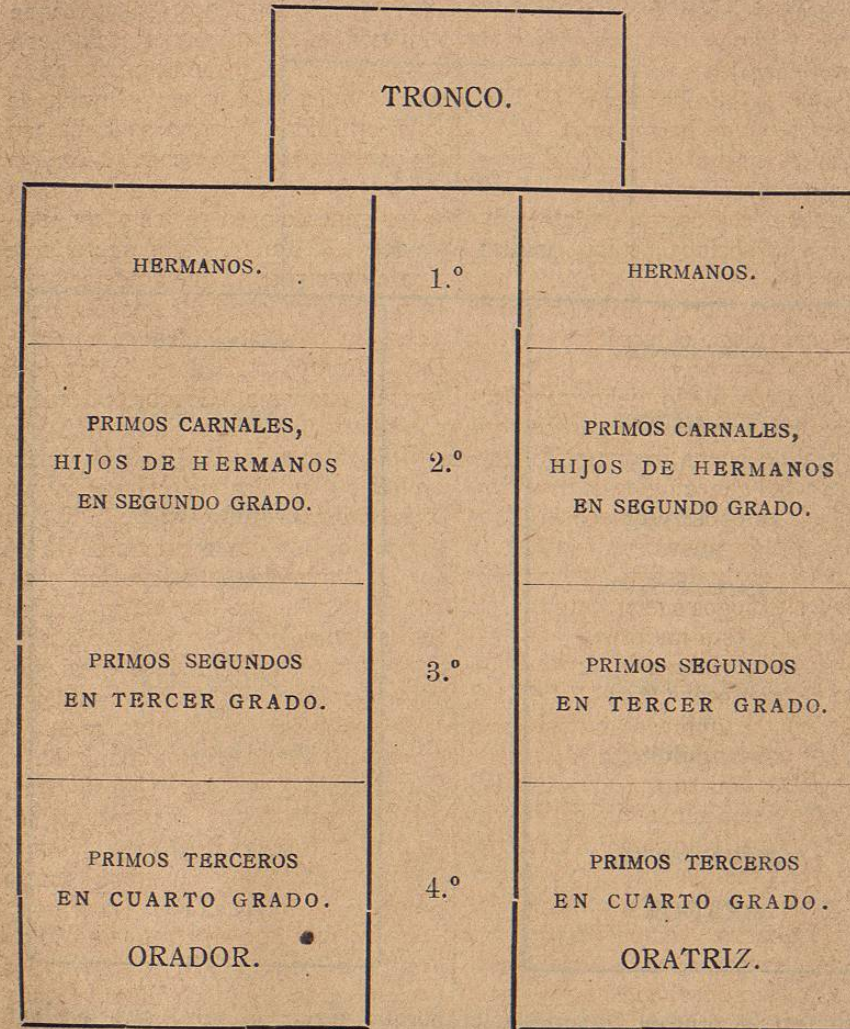 TRONCO.
HERMANOS.
1.º
HERMANOS.
PRIMOS CARNALES,
HIJOS DE HERMANOS
EN SEGUNDO GRADO.
2.º
PRIMOS CARNALES,
HIJOS DE HERMANOS
EN SEGUNDO GRADO.
PRIMOS SEGUNDOS
EN TERCER GRADO.
3.º
PRIMOS SEGUNDOS
EN TERCER GRADO.
PRIMOS TERCEROS
EN CUARTO GRADO.
ORADOR.
4.º
PRIMOS TERCEROS
EN CUARTO GRADO.
ORATRIZ.